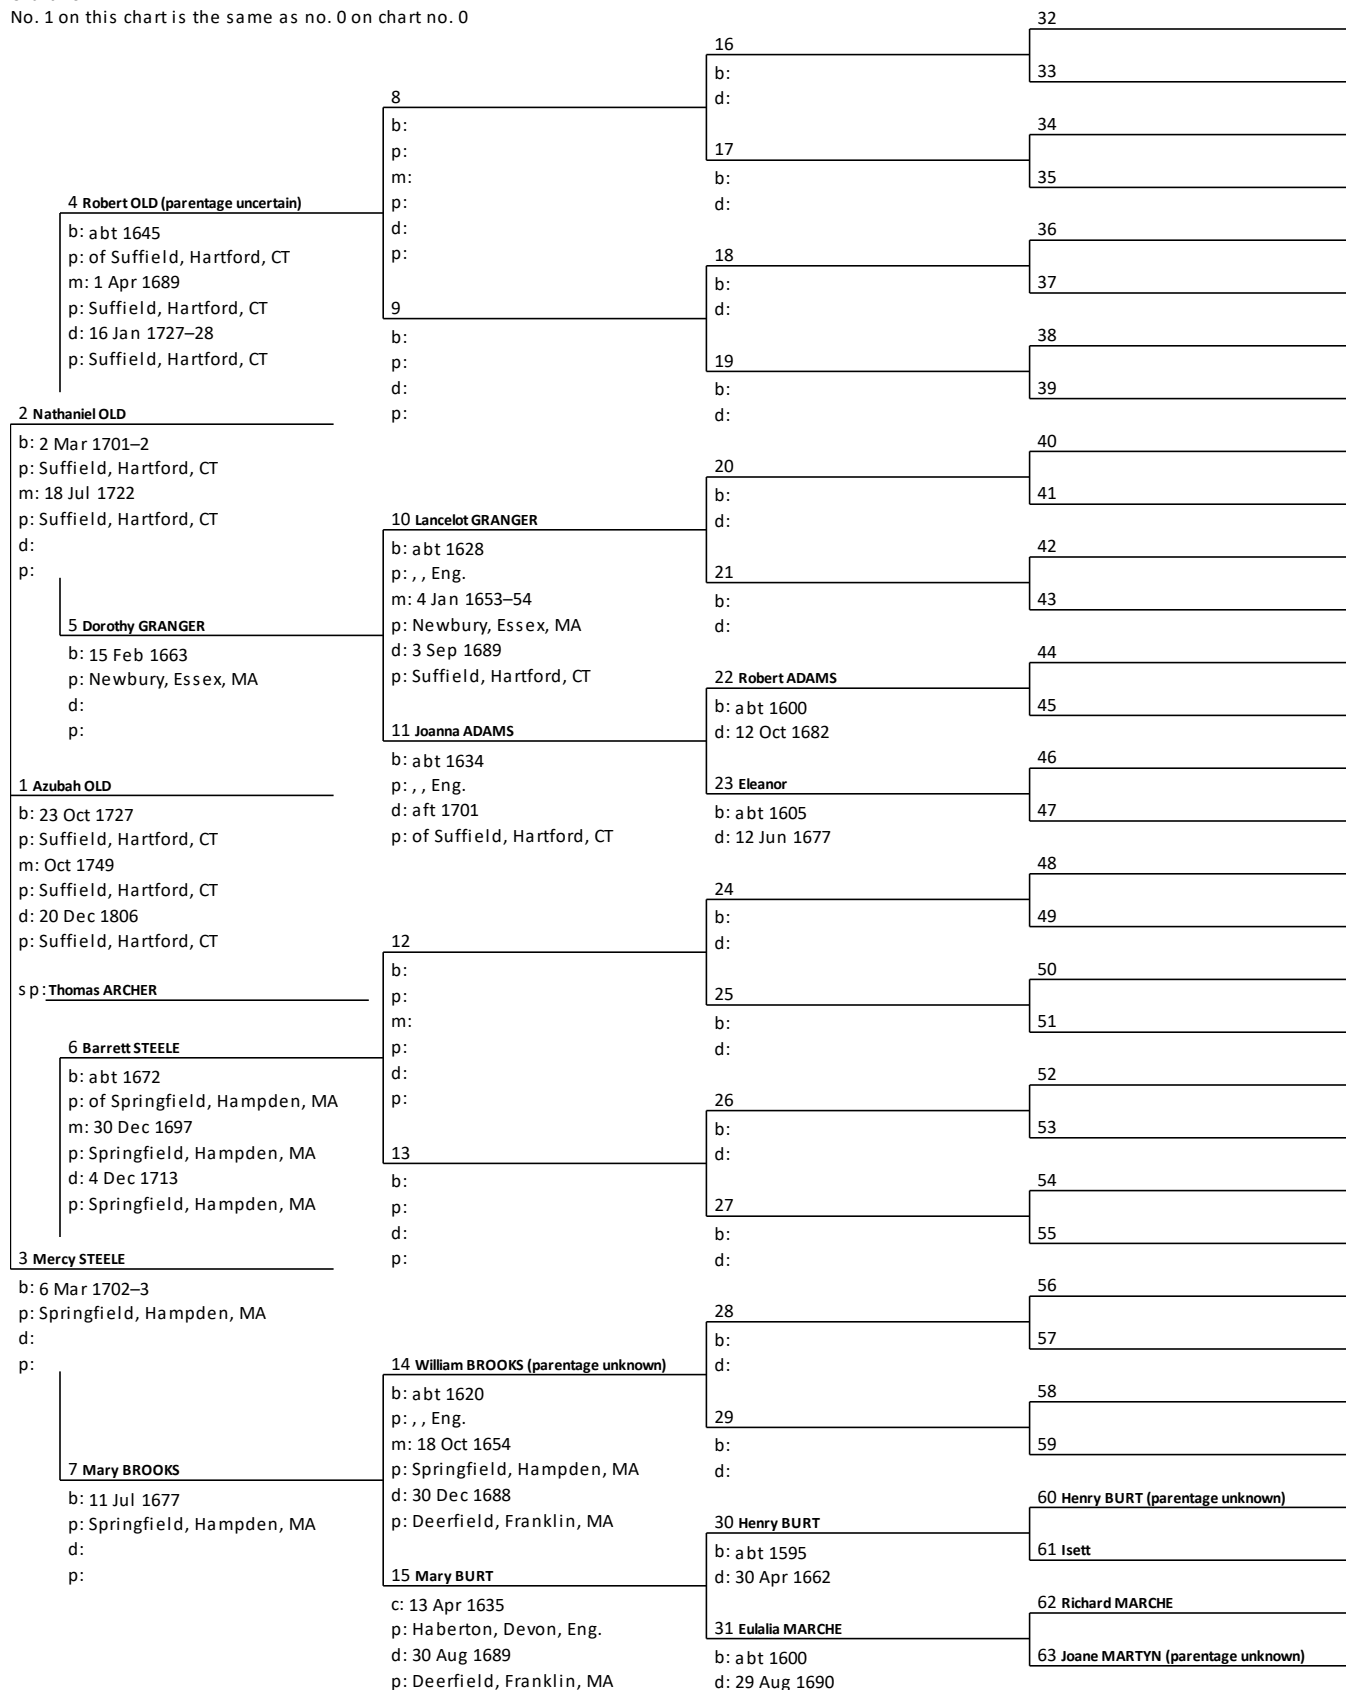 No. 1 on this chart is the same as no. 0 on chart no. 0
4 Robert OLD (parentage uncertain)
b: abt 1645
p: of Suffield, Hartford, CT
m: 1 Apr 1689
p: Suffield, Hartford, CT
d: 16 Jan 1727–28
p: Suffield, Hartford, CT
2 Nathaniel OLD
b: 2 Mar 1701–2
p: Suffield, Hartford, CT
m: 18 Jul 1722
p: Suffield, Hartford, CT
d:
p:
5 Dorothy GRANGER
b: 15 Feb 1663
p: Newbury, Essex, MA
d:
p:
1 Azubah OLD
b: 23 Oct 1727
p: Suffield, Hartford, CT
m: Oct 1749
p: Suffield, Hartford, CT
d: 20 Dec 1806
p: Suffield, Hartford, CT
sp: Thomas ARCHER
6 Barrett STEELE
b: abt 1672
p: of Springfield, Hampden, MA
m: 30 Dec 1697
p: Springfield, Hampden, MA
d: 4 Dec 1713
p: Springfield, Hampden, MA
3 Mercy STEELE
b: 6 Mar 1702–3
p: Springfield, Hampden, MA
d:
p:
7 Mary BROOKS
b: 11 Jul 1677
p: Springfield, Hampden, MA
d:
p:
8
b:
p:
m:
p:
d:
p:
9
b:
p:
d:
p:
10 Lancelot GRANGER
b: abt 1628
p: , , Eng.
m: 4 Jan 1653–54
p: Newbury, Essex, MA
d: 3 Sep 1689
p: Suffield, Hartford, CT
11 Joanna ADAMS
b: abt 1634
p: , , Eng.
d: aft 1701
p: of Suffield, Hartford, CT
12
b:
p:
m:
p:
d:
p:
13
b:
p:
d:
p:
14 William BROOKS (parentage unknown)
b: abt 1620
p: , , Eng.
m: 18 Oct 1654
p: Springfield, Hampden, MA
d: 30 Dec 1688
p: Deerfield, Franklin, MA
15 Mary BURT
c: 13 Apr 1635
p: Haberton, Devon, Eng.
d: 30 Aug 1689
p: Deerfield, Franklin, MA
16
b:
d:
17
b:
d:
18
b:
d:
19
b:
d:
20
b:
d:
21
b:
d:
22 Robert ADAMS
b: abt 1600
d: 12 Oct 1682
23 Eleanor
b: abt 1605
d: 12 Jun 1677
24
b:
d:
25
b:
d:
26
b:
d:
27
b:
d:
28
b:
d:
29
b:
d:
30 Henry BURT
b: abt 1595
d: 30 Apr 1662
31 Eulalia MARCHE
b: abt 1600
d: 29 Aug 1690
32
33
34
35
36
37
38
39
40
41
42
43
44
45
46
47
48
49
50
51
52
53
54
55
56
57
58
59
60 Henry BURT (parentage unknown)
61 Isett
62 Richard MARCHE
63 Joane MARTYN (parentage unknown)